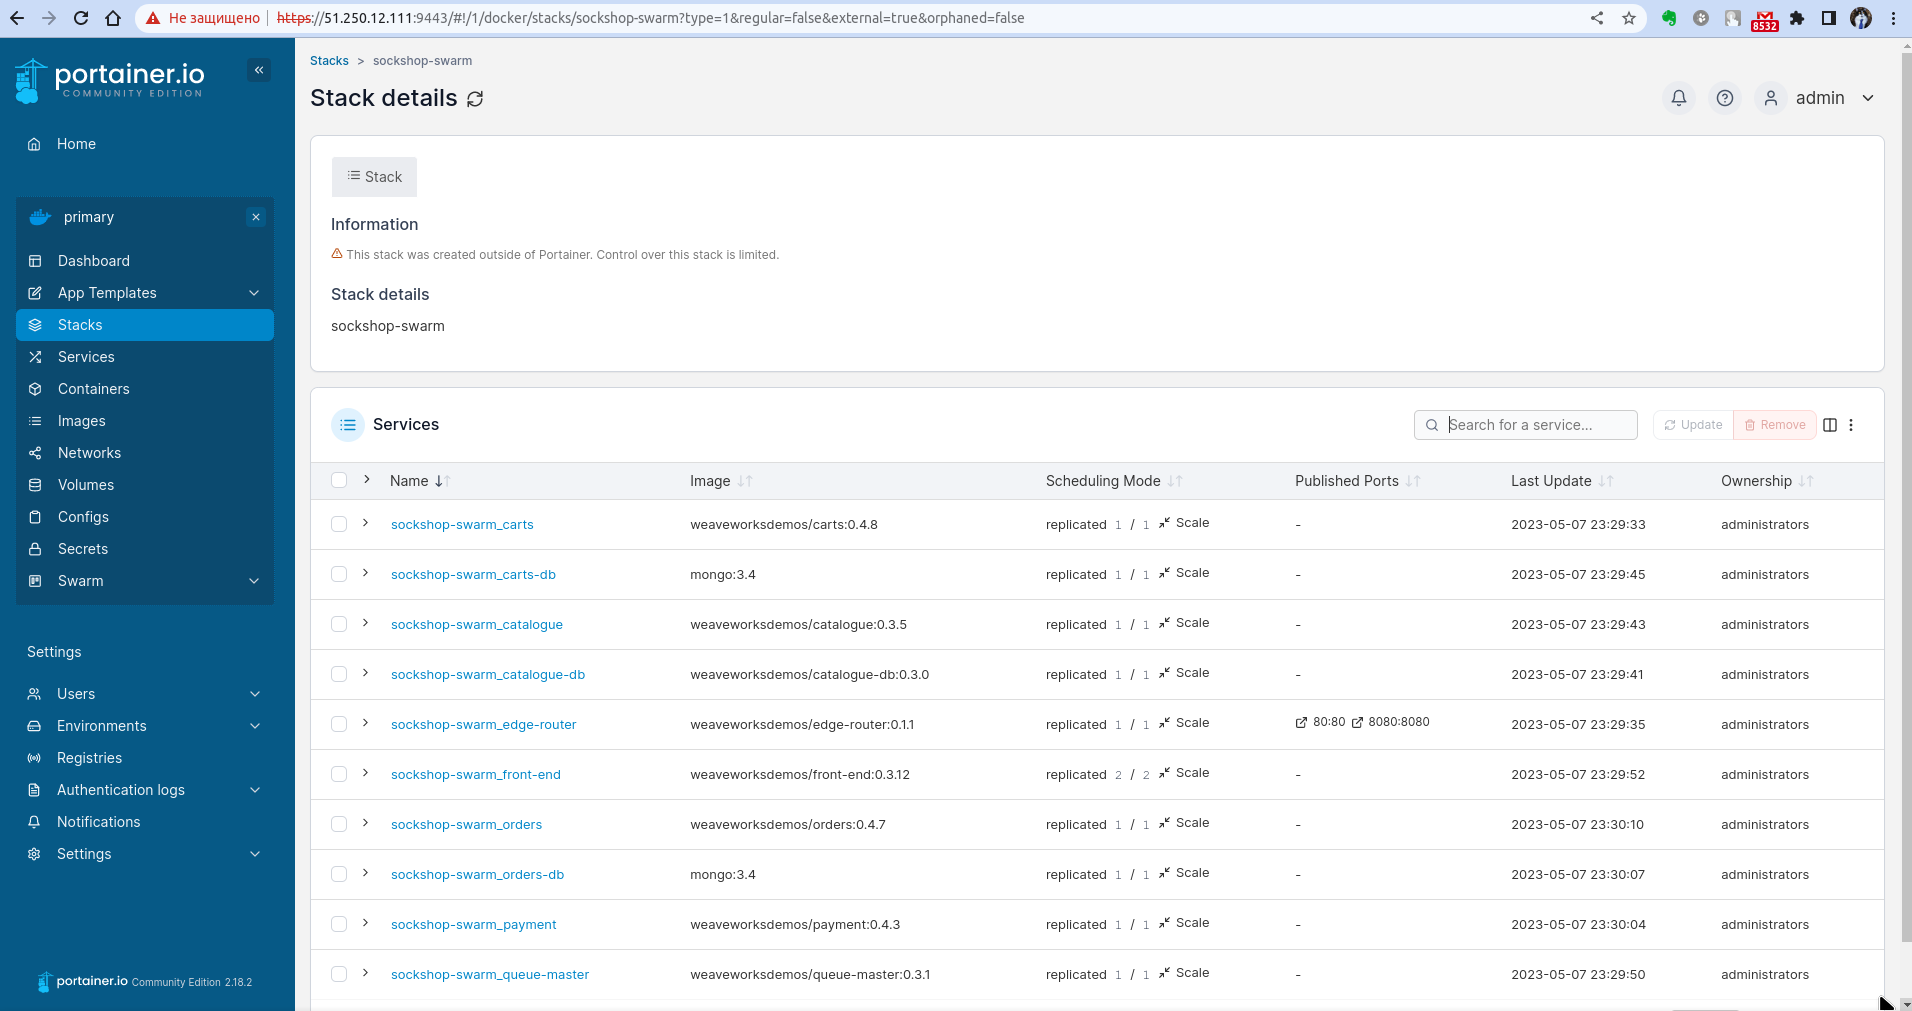 Не защищено https://51.250.12.111:9443/#!/1/docker/stacks/sockshop-swarm?type=1&regular=false&external=true&orphaned=false
8532
portainer.io
COMMUNITY EDITION
Home
primary
Dashboard
App Templates
Stacks
Services
Containers
Images
Networks
Volumes
Configs
Secrets
Swarm
Settings
Users
Environments
Registries
Authentication logs
Notifications
Settings
portainer.io Community Edition 2.18.2
Stacks > sockshop-swarm
Stack details
admin
Stack
Information
This stack was created outside of Portainer. Control over this stack is limited.
Stack details
sockshop-swarm
Services
Search for a service...
Update
Remove
Name Image Scheduling Mode Published Ports Last Update Ownership
sockshop-swarm_carts weaveworksdemos/carts:0.4.8 replicated 1 / 1 Scale - 2023-05-07 23:29:33 administrators
sockshop-swarm_carts-db mongo:3.4 replicated 1 / 1 Scale - 2023-05-07 23:29:45 administrators
sockshop-swarm_catalogue weaveworksdemos/catalogue:0.3.5 replicated 1 / 1 Scale - 2023-05-07 23:29:43 administrators
sockshop-swarm_catalogue-db weaveworksdemos/catalogue-db:0.3.0 replicated 1 / 1 Scale - 2023-05-07 23:29:41 administrators
sockshop-swarm_edge-router weaveworksdemos/edge-router:0.1.1 replicated 1 / 1 Scale 80:80 8080:8080 2023-05-07 23:29:35 administrators
sockshop-swarm_front-end weaveworksdemos/front-end:0.3.12 replicated 2 / 2 Scale - 2023-05-07 23:29:52 administrators
sockshop-swarm_orders weaveworksdemos/orders:0.4.7 replicated 1 / 1 Scale - 2023-05-07 23:30:10 administrators
sockshop-swarm_orders-db mongo:3.4 replicated 1 / 1 Scale - 2023-05-07 23:30:07 administrators
sockshop-swarm_payment weaveworksdemos/payment:0.4.3 replicated 1 / 1 Scale - 2023-05-07 23:30:04 administrators
sockshop-swarm_queue-master weaveworksdemos/queue-master:0.3.1 replicated 1 / 1 Scale - 2023-05-07 23:29:50 administrators